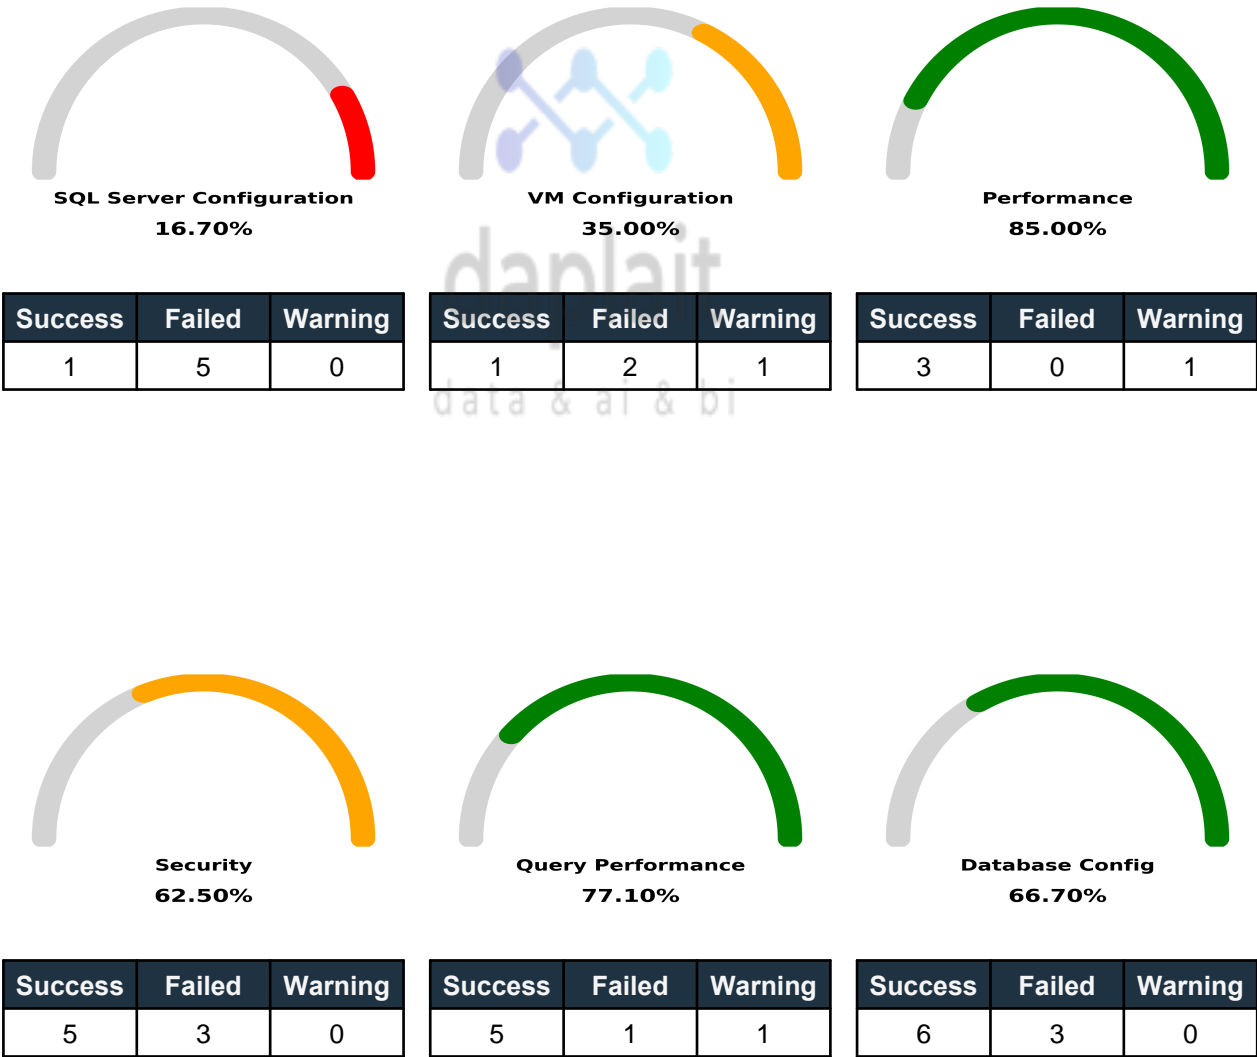 SQL Server Configuration
16.70%
Success Failed Warning
1 5 0
VM Configuration
35.00%
Success Failed Warning
1 2 1
Performance
85.00%
Success Failed Warning
3 0 1
daplait
data & ai & bi
Security
62.50%
Success Failed Warning
5 3 0
Query Performance
77.10%
Success Failed Warning
5 1 1
Database Config
66.70%
Success Failed Warning
6 3 0